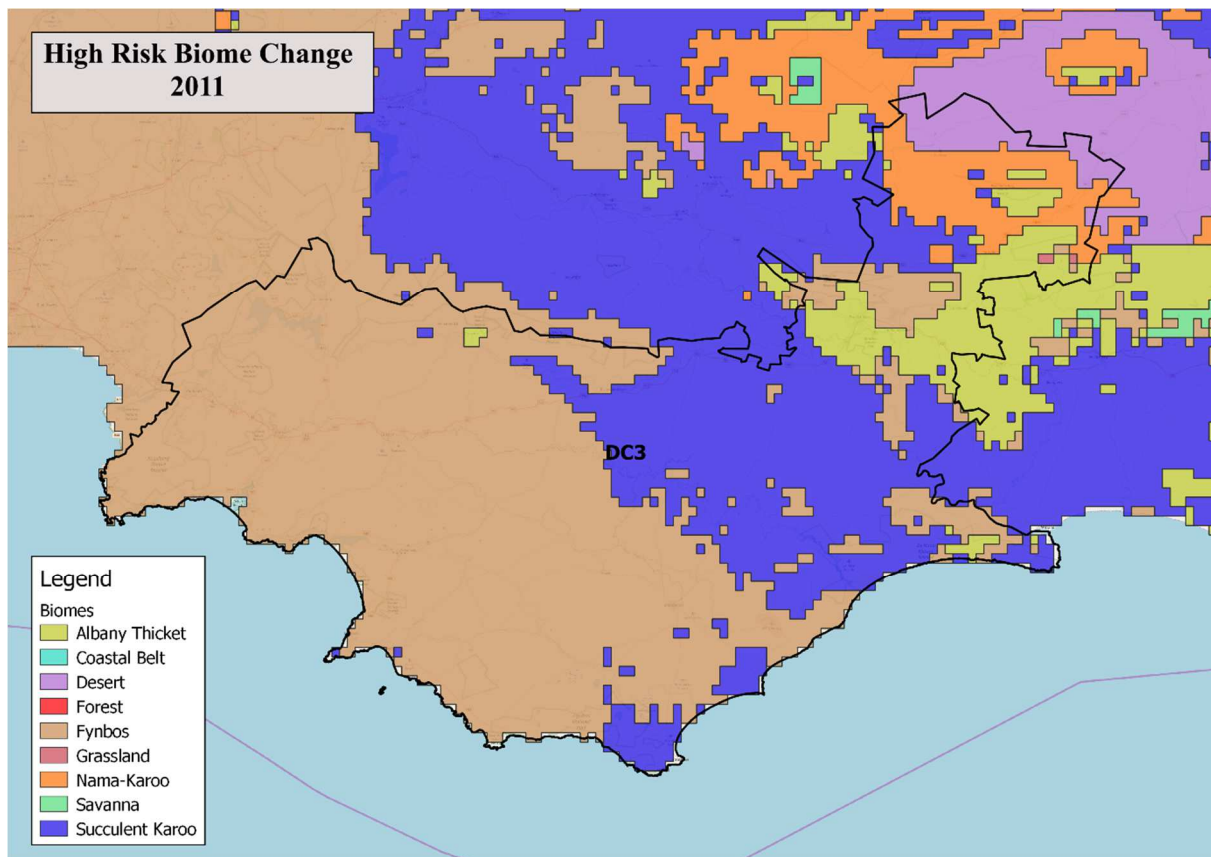 High Risk Biome Change
2011
DC3
Legend
Biomes
Albany Thicket
Coastal Belt
Desert
Forest
Fynbos
Grassland
Nama-Karoo
Savanna
Succulent Karoo